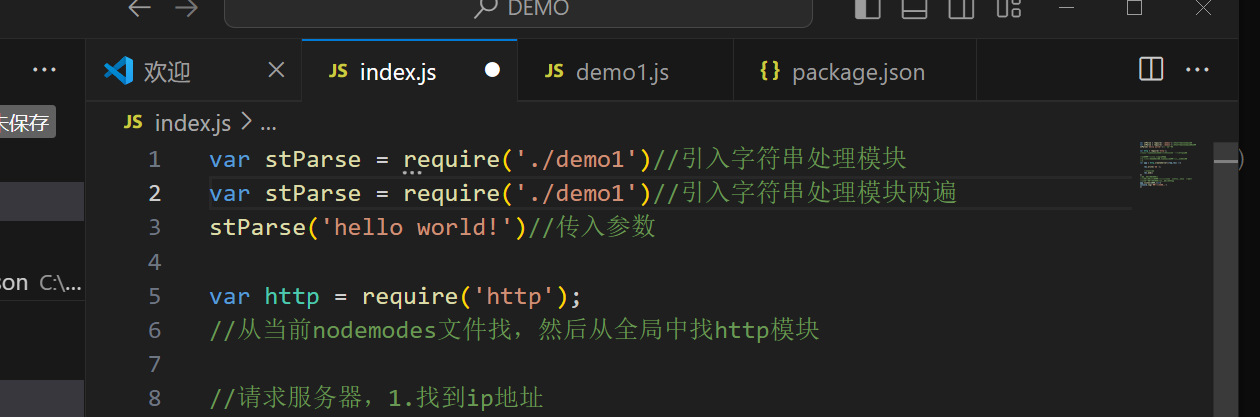 DEMO
欢迎
JS index.js
JS demo1.js
{} package.json
未保存
JS index.js > ...
1 var stParse = require('./demo1')//引入字符串处理模块
2 var stParse = require('./demo1')//引入字符串处理模块两遍
3 stParse('hello world!')//传入参数
4
son C:\...
5 var http = require('http');
6 //从当前nodemodes文件找，然后从全局中找http模块
7
8 //请求服务器，1.找到ip地址